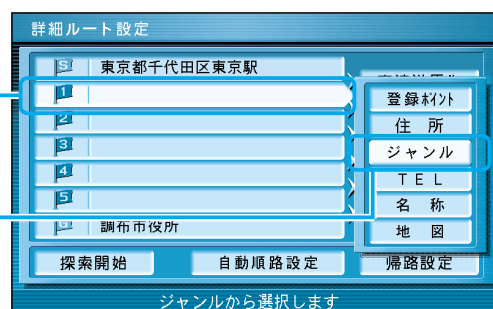 詳細ルート設定
S 東京都千代田区東京駅
1
2
3
4
5
G 調布市役所
登録ポイント
住 所
ジャンル
TEL
名 称
地 図
探索開始 自動順路設定 帰路設定
ジャンルから選択します